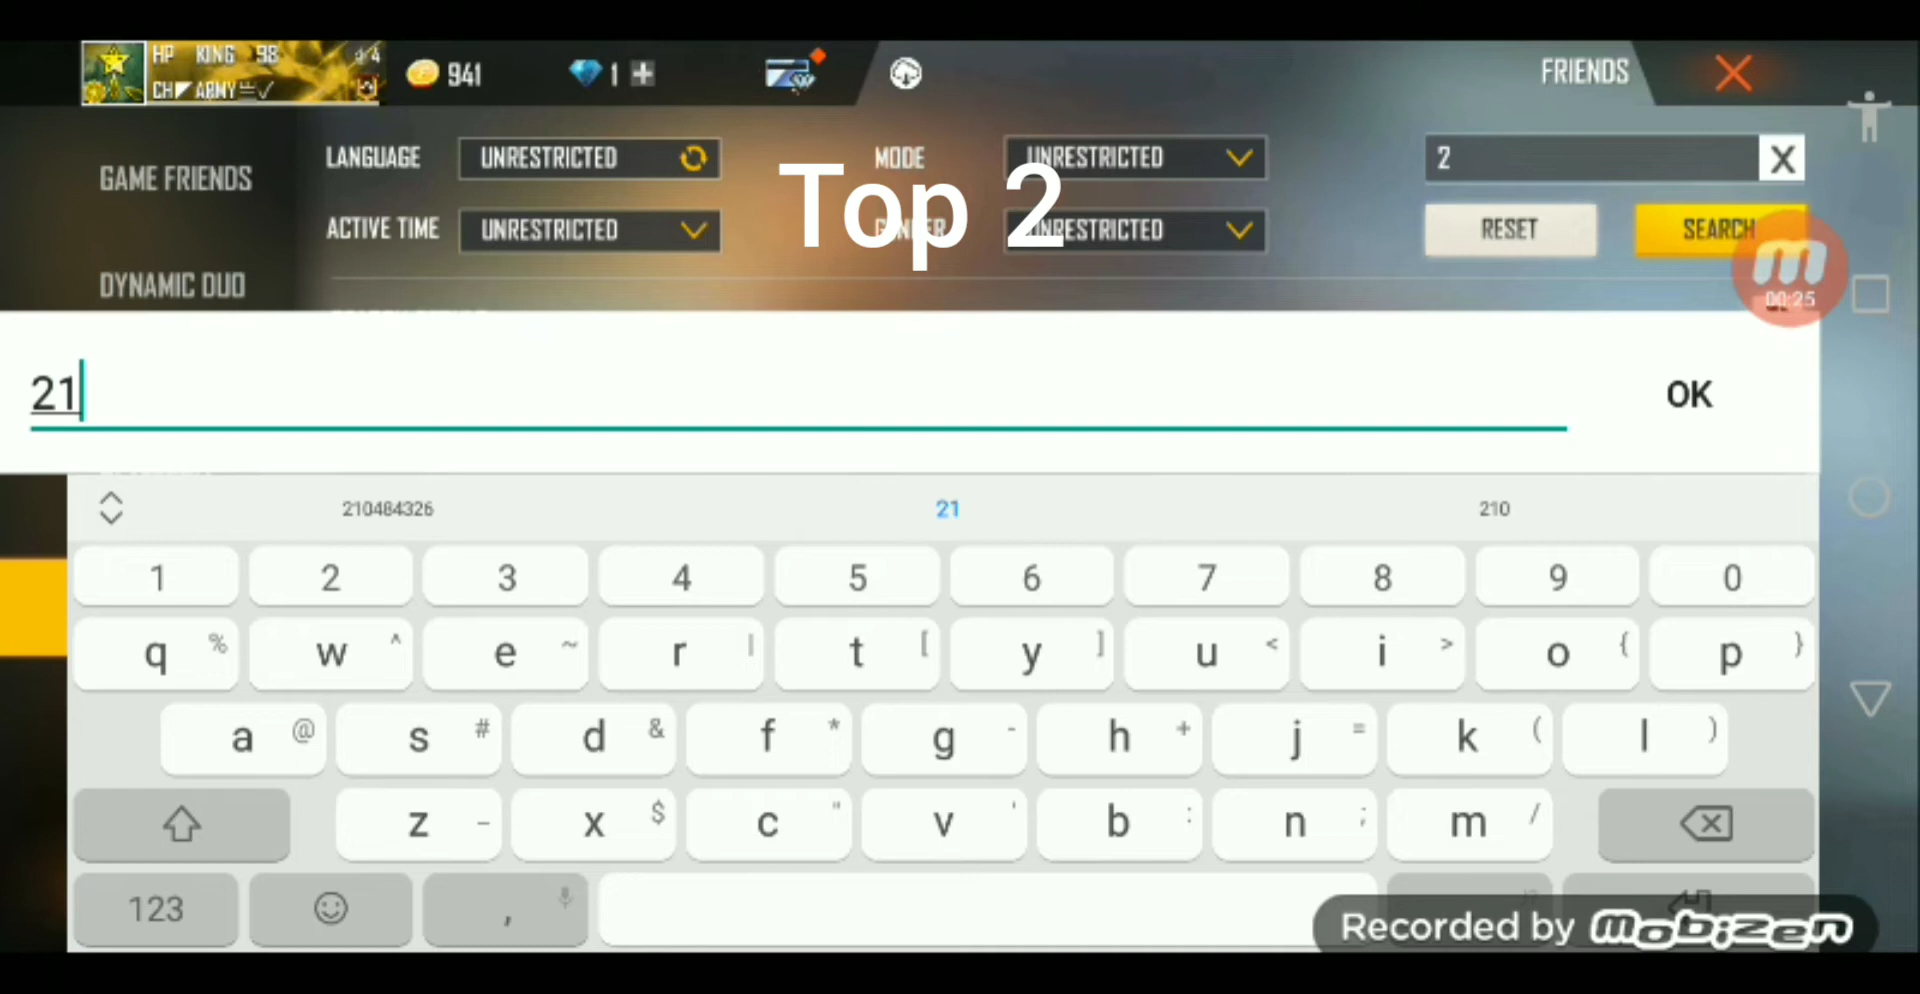 HP KING 98
CH ARMY
941
1
FRIENDS
GAME FRIENDS
LANGUAGE
UNRESTRICTED
MODE
UNRESTRICTED
2
X
Top 2
ACTIVE TIME
UNRESTRICTED
UNRESTRICTED
RESET
SEARCH
DYNAMIC DUO
m
00:25
21
OK
210484326
21
210
1 2 3 4 5 6 7 8 9 0
q % w ^ e ~ r | t [ y ] u < i > o { p }
a @ s # d & f * g - h + j = k ( l )
z _ x $ c " v ' b : n ; m /
123
,
Recorded by mobizen